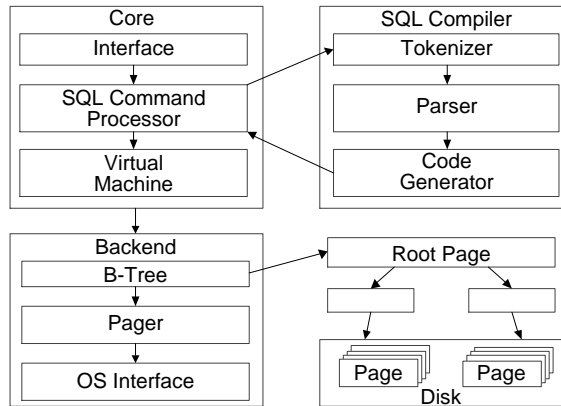 Core
Interface
SQL Command
Processor
Virtual
Machine
SQL Compiler
Tokenizer
Parser
Code
Generator
Backend
B-Tree
Pager
OS Interface
Root Page
Page
Page
Disk